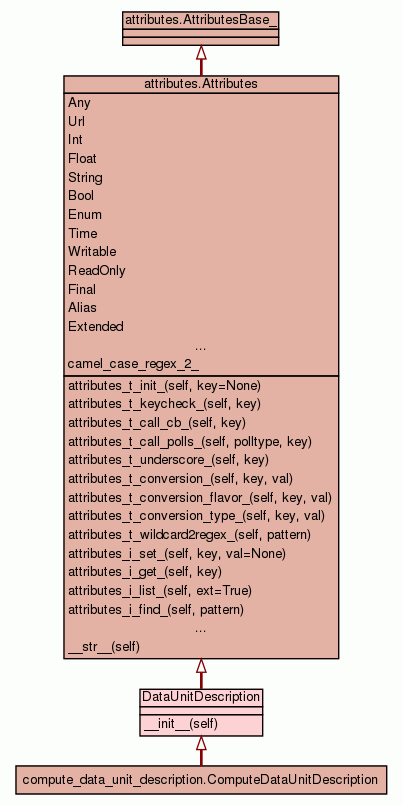 attributes.AttributesBase_
attributes.Attributes
Any
Url
Int
Float
String
Bool
Enum
Time
Writable
ReadOnly
Final
Alias
Extended
...
camel_case_regex_2_
attributes_t_init_(self, key=None)
attributes_t_keycheck_(self, key)
attributes_t_call_cb_(self, key)
attributes_t_call_polls_(self, polltype, key)
attributes_t_underscore_(self, key)
attributes_t_conversion_(self, key, val)
attributes_t_conversion_flavor_(self, key, val)
attributes_t_conversion_type_(self, key, val)
attributes_t_wildcard2regex_(self, pattern)
attributes_i_set_(self, key, val=None)
attributes_i_get_(self, key)
attributes_i_list_(self, ext=True)
attributes_i_find_(self, pattern)
...
__str__(self)
DataUnitDescription
__init__(self)
compute_data_unit_description.ComputeDataUnitDescription